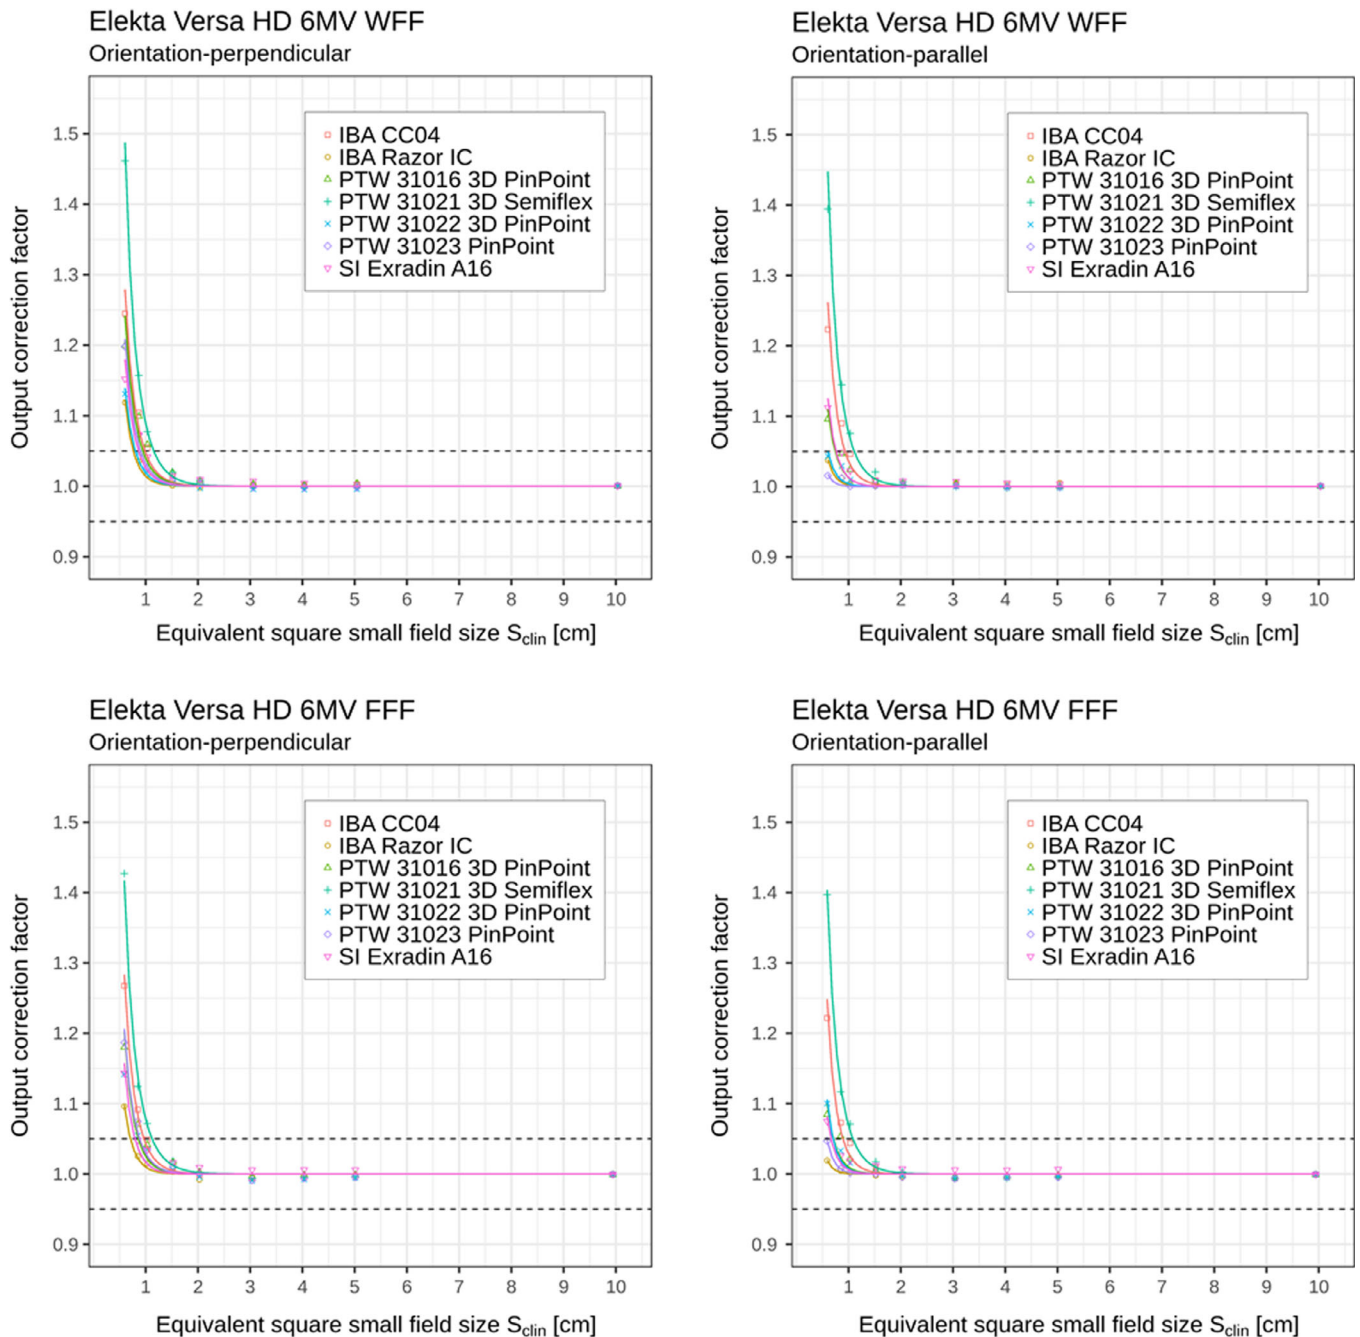 Elekta Versa HD 6MV WFF
Orientation-perpendicular
Output correction factor
1.5
1.4
1.3
1.2
1.1
1.0
0.9
IBA CC04
IBA Razor IC
PTW 31016 3D PinPoint
PTW 31021 3D Semiflex
PTW 31022 3D PinPoint
PTW 31023 PinPoint
SI Exradin A16
1 2 3 4 5 6 7 8 9 10
Equivalent square small field size Sclin [cm]
Elekta Versa HD 6MV WFF
Orientation-parallel
Output correction factor
1.5
1.4
1.3
1.2
1.1
1.0
0.9
IBA CC04
IBA Razor IC
PTW 31016 3D PinPoint
PTW 31021 3D Semiflex
PTW 31022 3D PinPoint
PTW 31023 PinPoint
SI Exradin A16
1 2 3 4 5 6 7 8 9 10
Equivalent square small field size Sclin [cm]
Elekta Versa HD 6MV FFF
Orientation-perpendicular
Output correction factor
1.5
1.4
1.3
1.2
1.1
1.0
0.9
IBA CC04
IBA Razor IC
PTW 31016 3D PinPoint
PTW 31021 3D Semiflex
PTW 31022 3D PinPoint
PTW 31023 PinPoint
SI Exradin A16
1 2 3 4 5 6 7 8 9 10
Equivalent square small field size Sclin [cm]
Elekta Versa HD 6MV FFF
Orientation-parallel
Output correction factor
1.5
1.4
1.3
1.2
1.1
1.0
0.9
IBA CC04
IBA Razor IC
PTW 31016 3D PinPoint
PTW 31021 3D Semiflex
PTW 31022 3D PinPoint
PTW 31023 PinPoint
SI Exradin A16
1 2 3 4 5 6 7 8 9 10
Equivalent square small field size Sclin [cm]